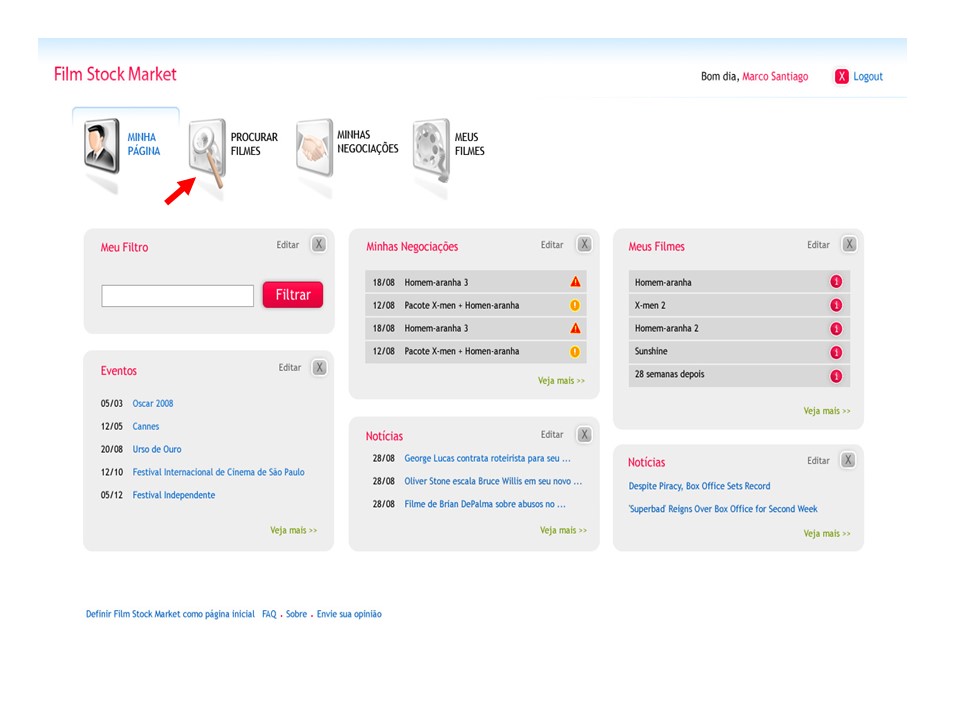 Film Stock Market
Bom dia, Marco Santiago
X Logout
MINHA
PÁGINA
PROCURAR
FILMES
MINHAS
NEGOCIAÇÕES
MEUS
FILMES
Meu Filtro
Editar X
Filtrar
Eventos
Editar X
05/03 Oscar 2008
12/05 Cannes
20/08 Urso de Ouro
12/10 Festival Internacional de Cinema de São Paulo
05/12 Festival Independente
Veja mais >>
Minhas Negociações
Editar X
18/08 Homem-aranha 3
12/08 Pacote X-men + Homen-aranha
18/08 Homem-aranha 3
12/08 Pacote X-men + Homen-aranha
Veja mais >>
Notícias
Editar X
28/08 George Lucas contrata roteirista para seu ...
28/08 Oliver Stone escala Bruce Willis em seu novo ...
28/08 Filme de Brian DePalma sobre abusos no ...
Veja mais >>
Meus Filmes
Editar X
Homem-aranha
X-men 2
Homem-aranha 2
Sunshine
28 semanas depois
Veja mais >>
Notícias
Editar X
Despite Piracy, Box Office Sets Record
'Superbad' Reigns Over Box Office for Second Week
Veja mais >>
Definir Film Stock Market como página inicial FAQ . Sobre . Envie sua opinião